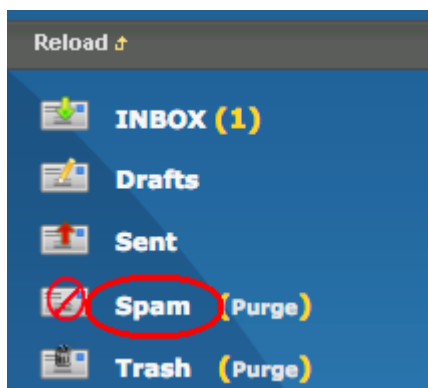 Reload
INBOX (1)
Drafts
Sent
Spam (Purge)
Trash (Purge)